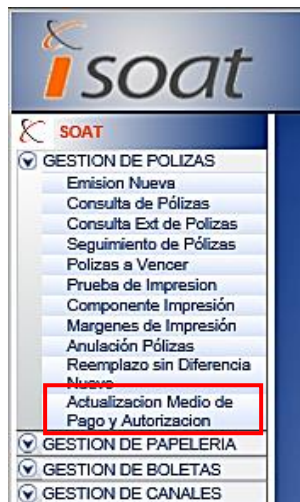 isoat
SOAT
GESTION DE POLIZAS
Emision Nueva
Consulta de Pólizas
Consulta Ext de Polizas
Seguimiento de Pólizas
Polizas a Vencer
Prueba de Impresion
Componente Impresión
Margenes de Impresión
Anulación Pólizas
Reemplazo sin Diferencia
Nuevo
Actualizacion Medio de
Pago y Autorizacion
GESTION DE PAPELERIA
GESTION DE BOLETAS
GESTION DE CANALES